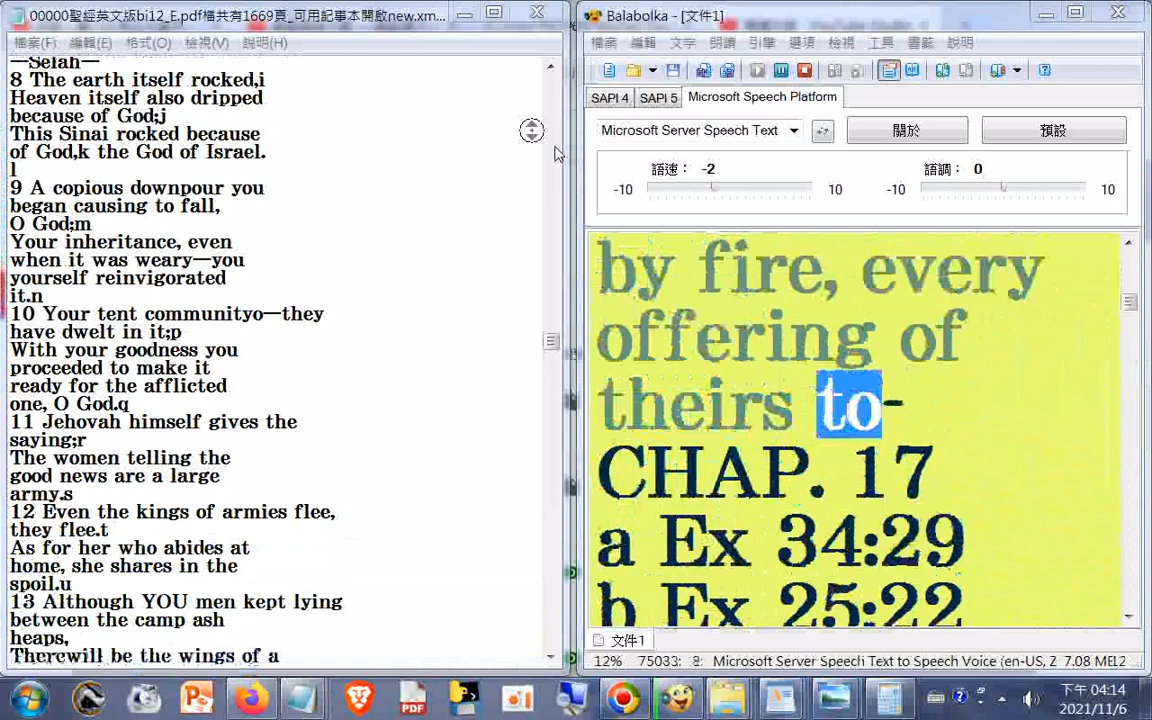 00000聖經英文版bi12_E.pdf檔共有1669頁_可用記事本開啟new.xm...
檔案(F) 編輯(E) 格式(O) 檢視(V) 說明(H)
—Selah—
8 The earth itself rocked,i
Heaven itself also dripped
because of God;j
This Sinai rocked because
of God,k the God of Israel.
l
9 A copious downpour you
began causing to fall,
O God;m
Your inheritance, even
when it was weary—you
yourself reinvigorated
it.n
10 Your tent communityo—they
have dwelt in it;p
With your goodness you
proceeded to make it
ready for the afflicted
one, O God.q
11 Jehovah himself gives the
saying;r
The women telling the
good news are a large
army.s
12 Even the kings of armies flee,
they flee.t
As for her who abides at
home, she shares in the
spoil.u
13 Although YOU men kept lying
between the camp ash
heaps,
Therewill be the wings of a
Balabolka - [文件1]
檔案 編輯 文字 朗讀 引擎 選項 檢視 工具 書籤 說明
SAPI 4 SAPI 5 Microsoft Speech Platform
Microsoft Server Speech Text 關於 預設
語速： -2 語調： 0
-10 10 -10 10
by fire, every
offering of
theirs to-
CHAP. 17
a Ex 34:29
b Ex 25:22
文件1
12% 75033: Microsoft Server Speech Text to Speech Voice (en-US, Z 7.08 ME12
PDF
下午 04:14
2021/11/6